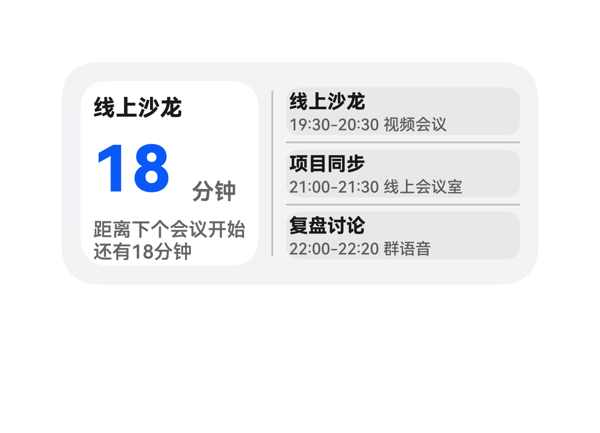 线上沙龙
18 分钟
距离下个会议开始
还有18分钟
线上沙龙
19:30-20:30 视频会议
项目同步
21:00-21:30 线上会议室
复盘讨论
22:00-22:20 群语音